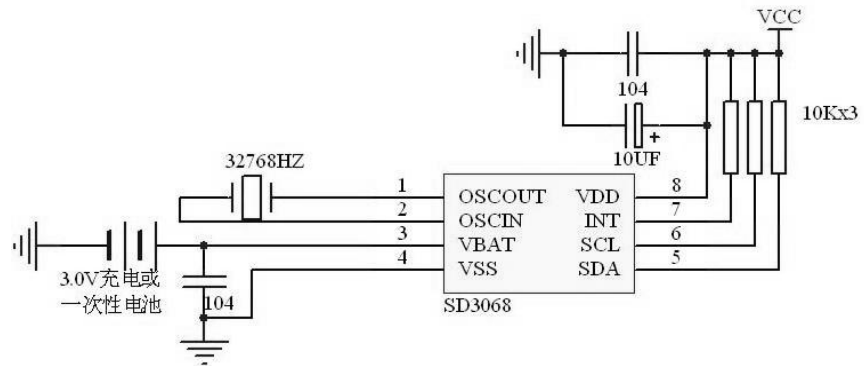 VCC
104
10Kx3
10UF
+
32768HZ
1 OSCOUT VDD 8
2 OSCIN INT 7
3 VBAT SCL 6
4 VSS SDA 5
3.0V充电或
一次性电池
104
SD3068